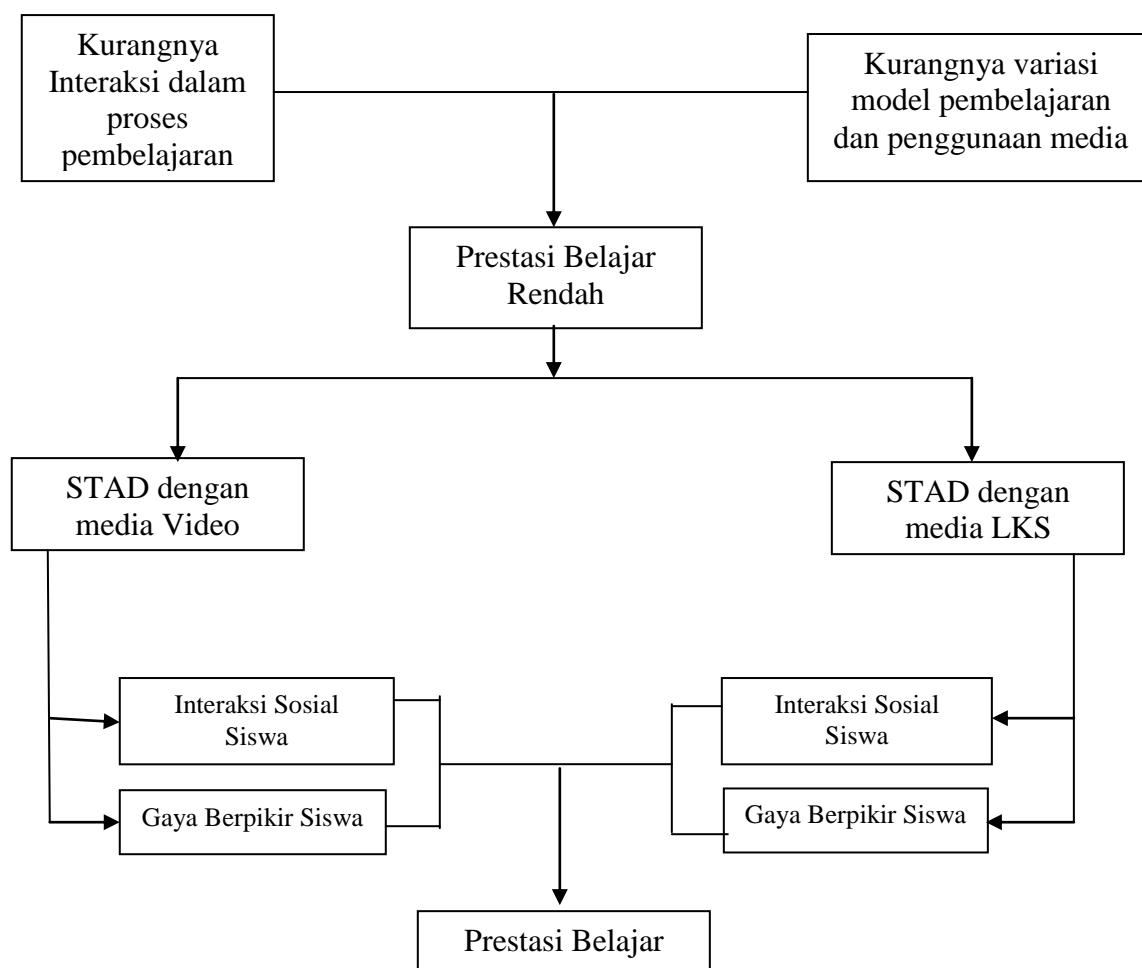 Kurangnya
Interaksi dalam
proses
pembelajaran
Kurangnya variasi
model pembelajaran
dan penggunaan media
Prestasi Belajar
Rendah
STAD dengan
media Video
STAD dengan
media LKS
Interaksi Sosial
Siswa
Interaksi Sosial
Siswa
Gaya Berpikir Siswa
Gaya Berpikir Siswa
Prestasi Belajar